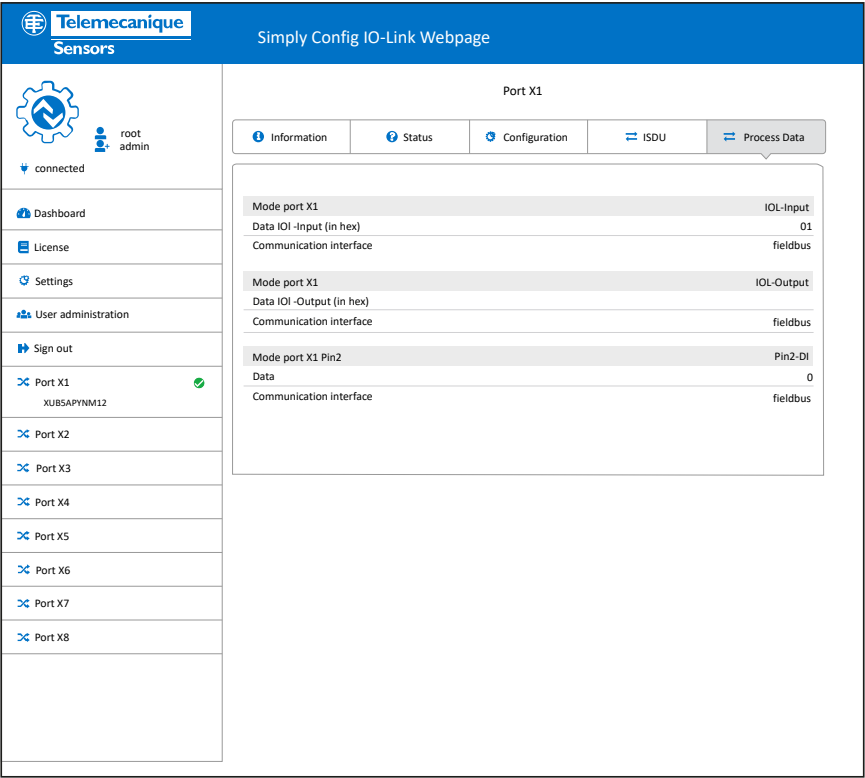 Telemecanique
Sensors
Simply Config IO-Link Webpage
root
admin
connected
Dashboard
License
Settings
User administration
Sign out
Port X1
XUB5APYNM12
Port X2
Port X3
Port X4
Port X5
Port X6
Port X7
Port X8
Port X1
Information
Status
Configuration
ISDU
Process Data
Mode port X1 IOL-Input
Data IOl -Input (in hex) 01
Communication interface fieldbus
Mode port X1 IOL-Output
Data IOl -Output (in hex)
Communication interface fieldbus
Mode port X1 Pin2 Pin2-DI
Data 0
Communication interface fieldbus